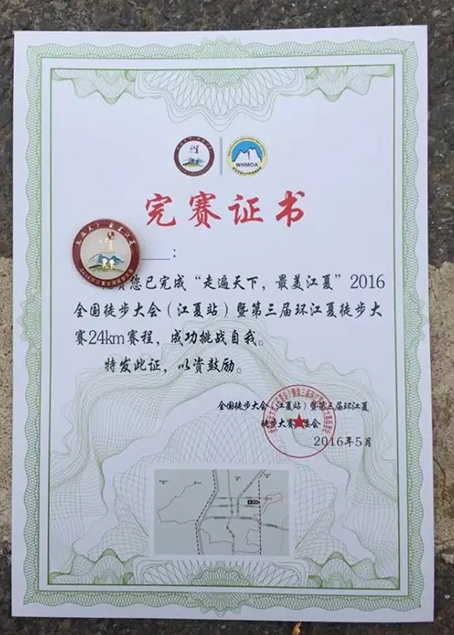 WHMDA
完赛证书
：
您已完成“走遍天下，最美江夏”2016
全国徒步大会（江夏站）暨第三届环江夏徒步大
赛24km赛程，成功挑战自我。
特发此证，以资鼓励。
全国徒步大会（江夏站）暨第三届环江夏
徒步大赛组委会
2016年5月